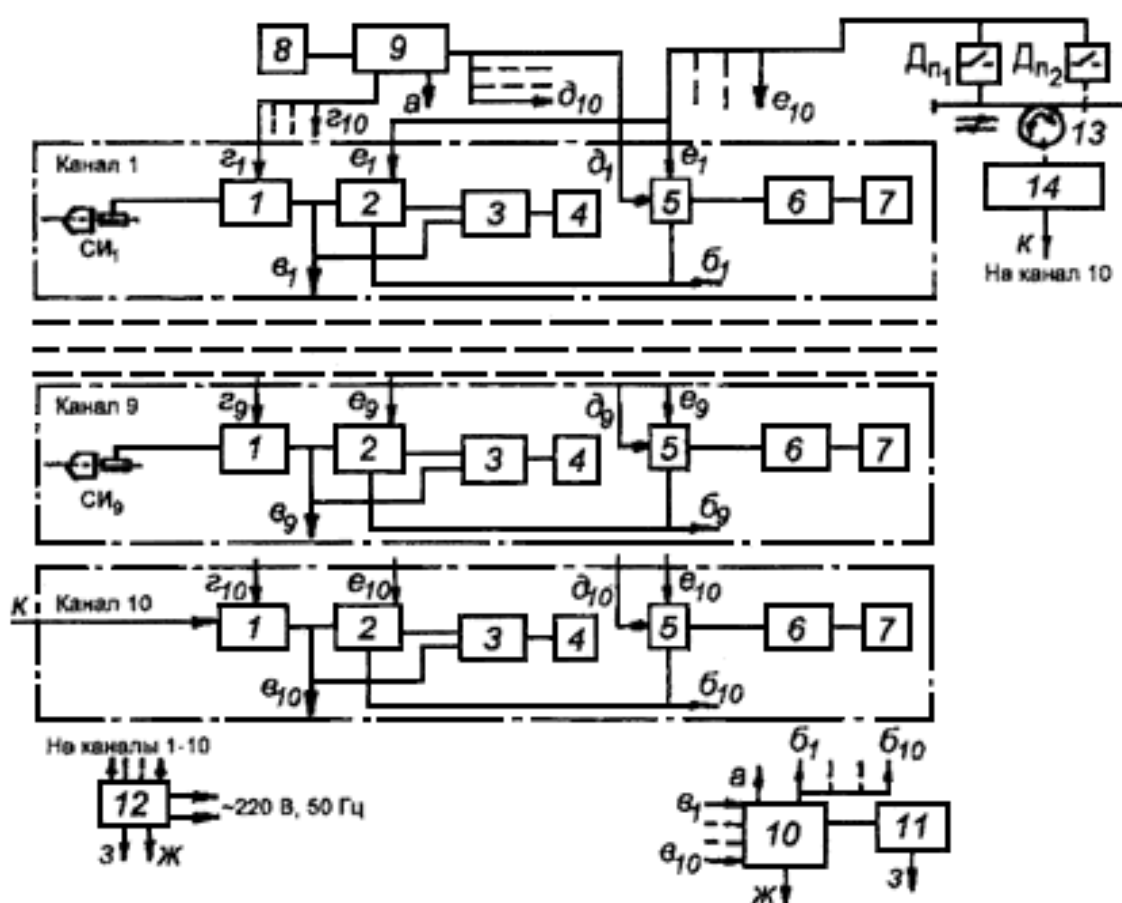 8 9 Дп1 Дп2
а д10 е10
г10 13
Канал 1 г1 е1 д1 е1
1 2 3 4 5 6 7 14
СИ1
в1 б1 к
На канал 10
Канал 9 г9 е9 д9 е9
1 2 3 4 5 6 7
СИ9
в9 б9
к Канал 10 г10 е10 д10 е10
1 2 3 4 5 6 7
в10 б10
На каналы 1-10
12 ~220 В, 50 Гц
з ж
а б1 б10
в1
10 11
в10
ж з